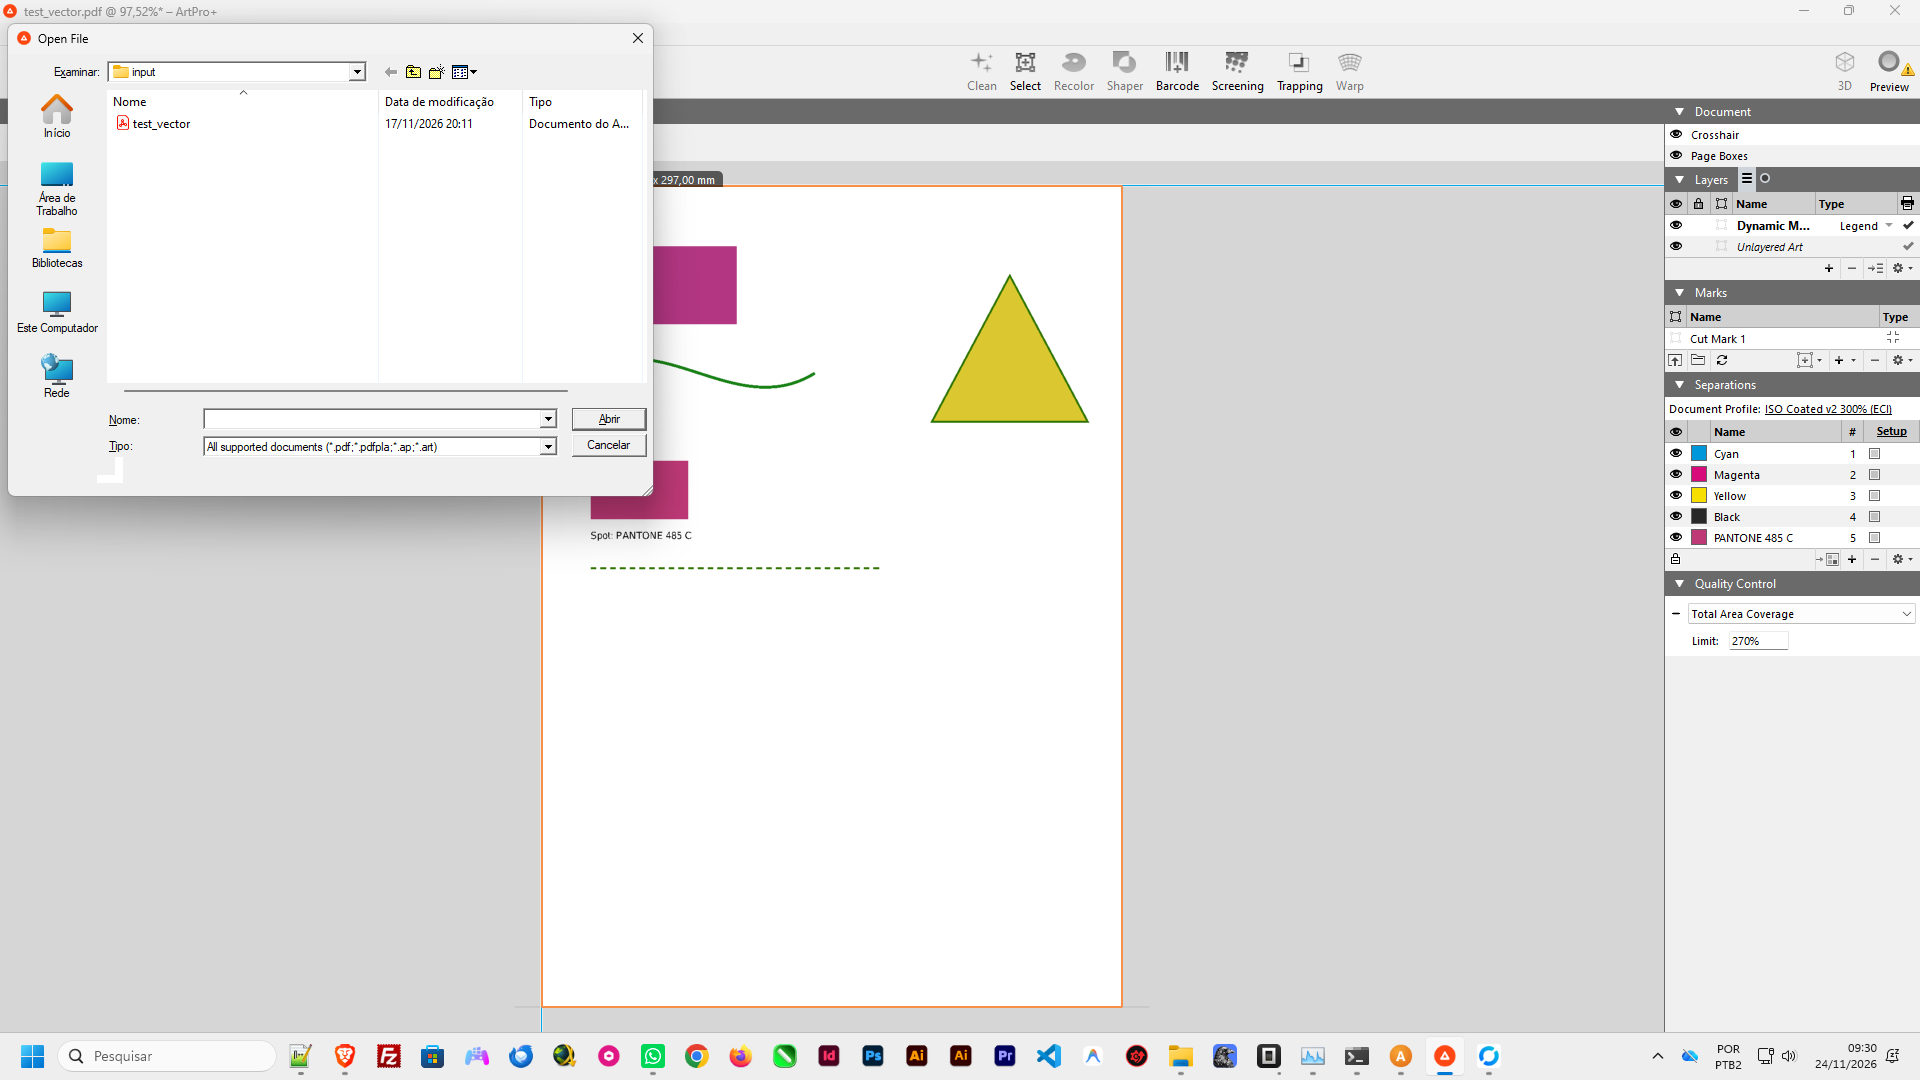 test_vector.pdf @ 97,52%* – ArtPro+
Open File
Examinar:
input
Nome
Data de modificação
Tipo
test_vector
17/11/2026 20:11
Documento do A...
Início
Área de
Trabalho
Bibliotecas
Este Computador
Rede
Nome:
Abrir
Tipo:
All supported documents (*.pdf;*.pdfpla;*.ap;*.art)
Cancelar
Clean
Select
Recolor
Shaper
Barcode
Screening
Trapping
Warp
3D
Preview
x 297,00 mm
Spot: PANTONE 485 C
Document
Crosshair
Page Boxes
Layers
Name
Type
Dynamic M...
Legend
Unlayered Art
Marks
Name
Type
Cut Mark 1
Separations
Document Profile: ISO Coated v2 300% (ECI)
Name
#
Setup
Cyan
1
Magenta
2
Yellow
3
Black
4
PANTONE 485 C
5
Quality Control
Total Area Coverage
Limit:
270%
Pesquisar
POR
PTB2
09:30
24/11/2026